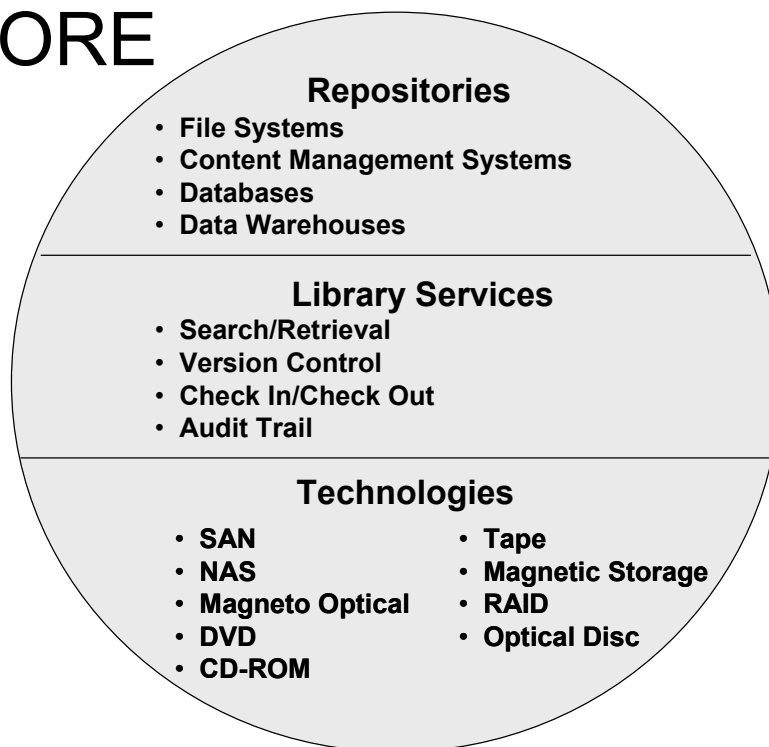 ORE
Repositories
• File Systems
• Content Management Systems
• Databases
• Data Warehouses
Library Services
• Search/Retrieval
• Version Control
• Check In/Check Out
• Audit Trail
Technologies
• SAN
• NAS
• Magneto Optical
• DVD
• CD-ROM
• Tape
• Magnetic Storage
• RAID
• Optical Disc